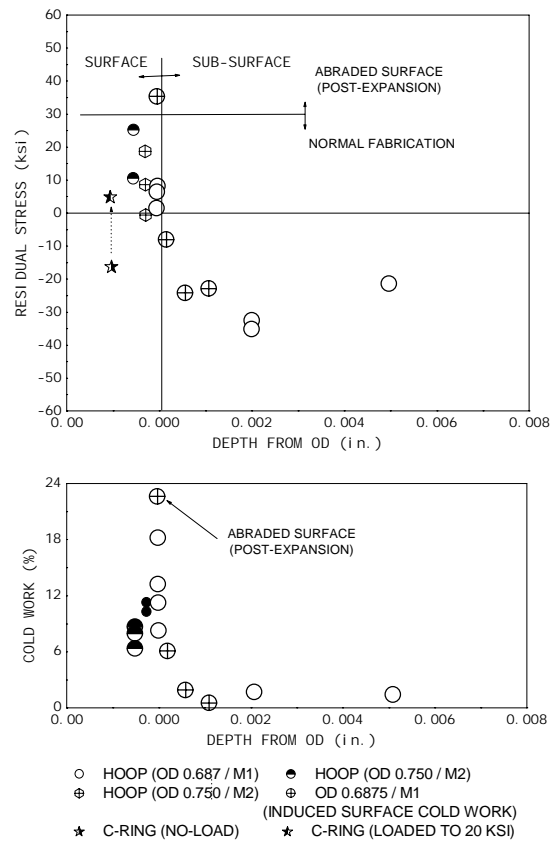 60
50
SURFACE SUB-SURFACE
ABRADED SURFACE
(POST-EXPANSION)
40
30
NORMAL FABRICATION
20
10
0
-10
-20
-30
-40
-50
-60
RESIDUAL STRESS (ksi)
0.00 0.000 0.002 0.004 0.006 0.008
DEPTH FROM OD (in.)
24
ABRADED SURFACE
(POST-EXPANSION)
18
12
6
0
COLD WORK (%)
0.00 0.000 0.002 0.004 0.006 0.008
DEPTH FROM OD (in.)
HOOP (OD 0.687 / M1) HOOP (OD 0.750 / M2)
HOOP (OD 0.750 / M2) OD 0.6875 / M1
(INDUCED SURFACE COLD WORK)
C-RING (NO-LOAD) C-RING (LOADED TO 20 KSI)